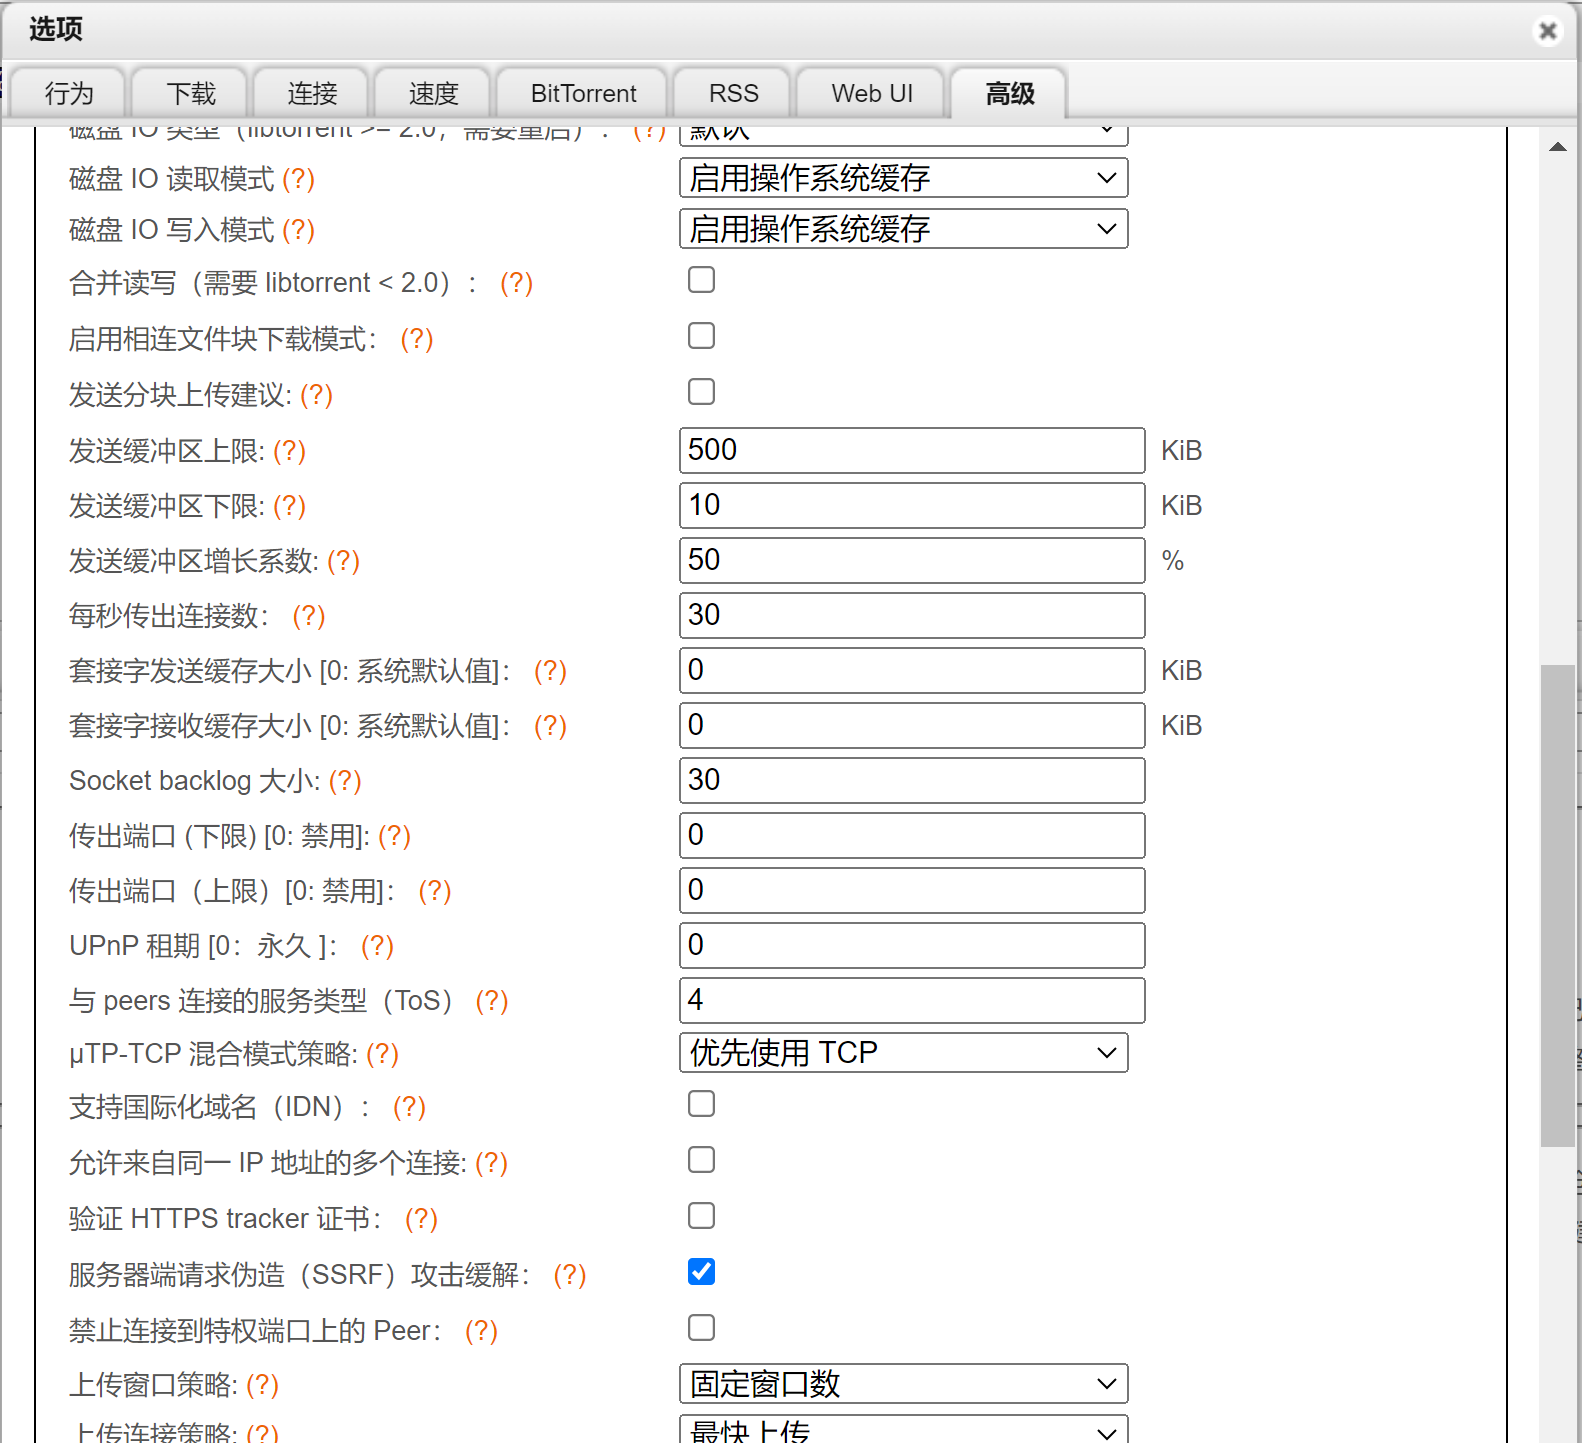 选项
行为 下载 连接 速度 BitTorrent RSS Web UI 高级
磁盘 IO 类型（libtorrent >= 2.0，需要重启）： (?) 默认
磁盘 IO 读取模式 (?) 启用操作系统缓存
磁盘 IO 写入模式 (?) 启用操作系统缓存
合并读写（需要 libtorrent < 2.0）： (?)
启用相连文件块下载模式： (?)
发送分块上传建议: (?)
发送缓冲区上限: (?) 500 KiB
发送缓冲区下限: (?) 10 KiB
发送缓冲区增长系数: (?) 50 %
每秒传出连接数： (?) 30
套接字发送缓存大小 [0: 系统默认值]： (?) 0 KiB
套接字接收缓存大小 [0: 系统默认值]： (?) 0 KiB
Socket backlog 大小: (?) 30
传出端口 (下限) [0: 禁用]: (?) 0
传出端口（上限）[0: 禁用]： (?) 0
UPnP 租期 [0：永久 ]： (?) 0
与 peers 连接的服务类型（ToS） (?) 4
μTP-TCP 混合模式策略: (?) 优先使用 TCP
支持国际化域名（IDN）： (?)
允许来自同一 IP 地址的多个连接: (?)
验证 HTTPS tracker 证书： (?)
服务器端请求伪造（SSRF）攻击缓解： (?)
禁止连接到特权端口上的 Peer： (?)
上传窗口策略: (?) 固定窗口数
上传连接策略: (?) 最快上传